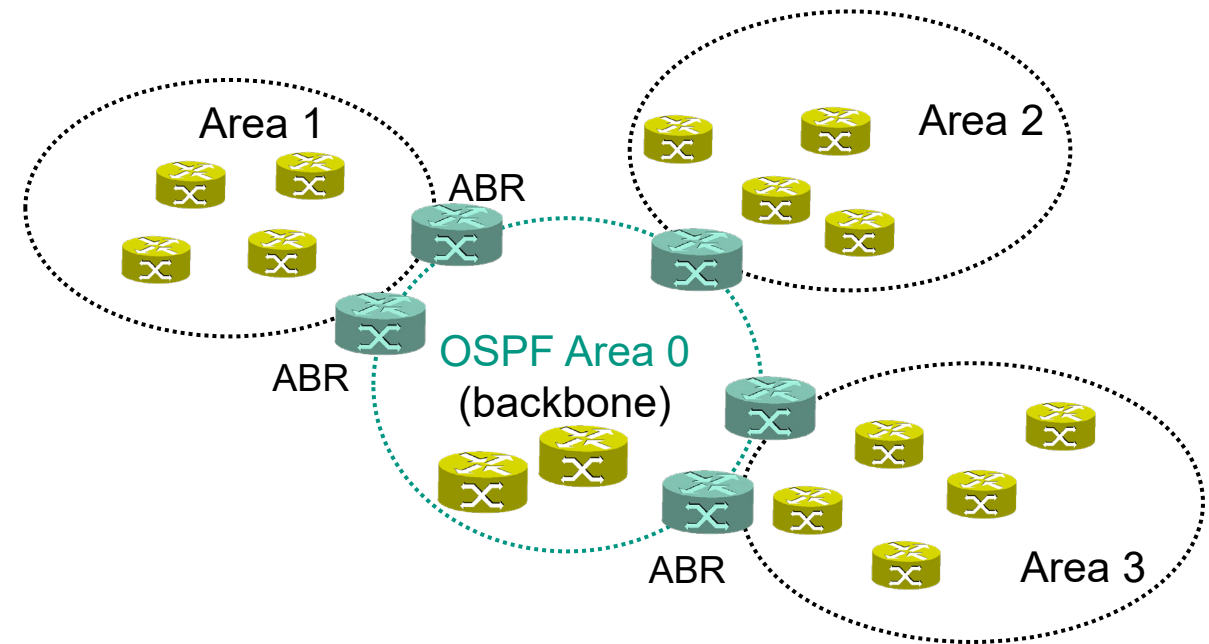 Area 1
Area 2
ABR
OSPF Area 0
(backbone)
ABR
ABR
Area 3